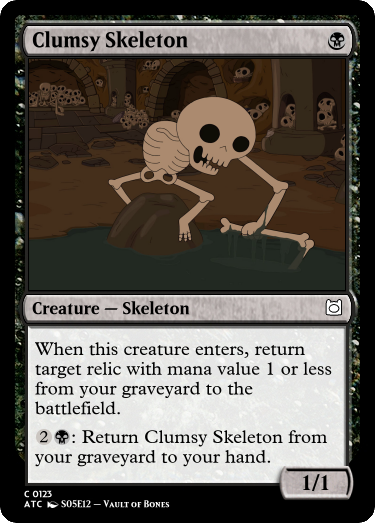 Clumsy Skeleton
Creature — Skeleton
When this creature enters, return
target relic with mana value 1 or less
from your graveyard to the
battlefield.
2 : Return Clumsy Skeleton from
your graveyard to your hand.
1/1
C 0123
ATC S05E12 – Vault of Bones